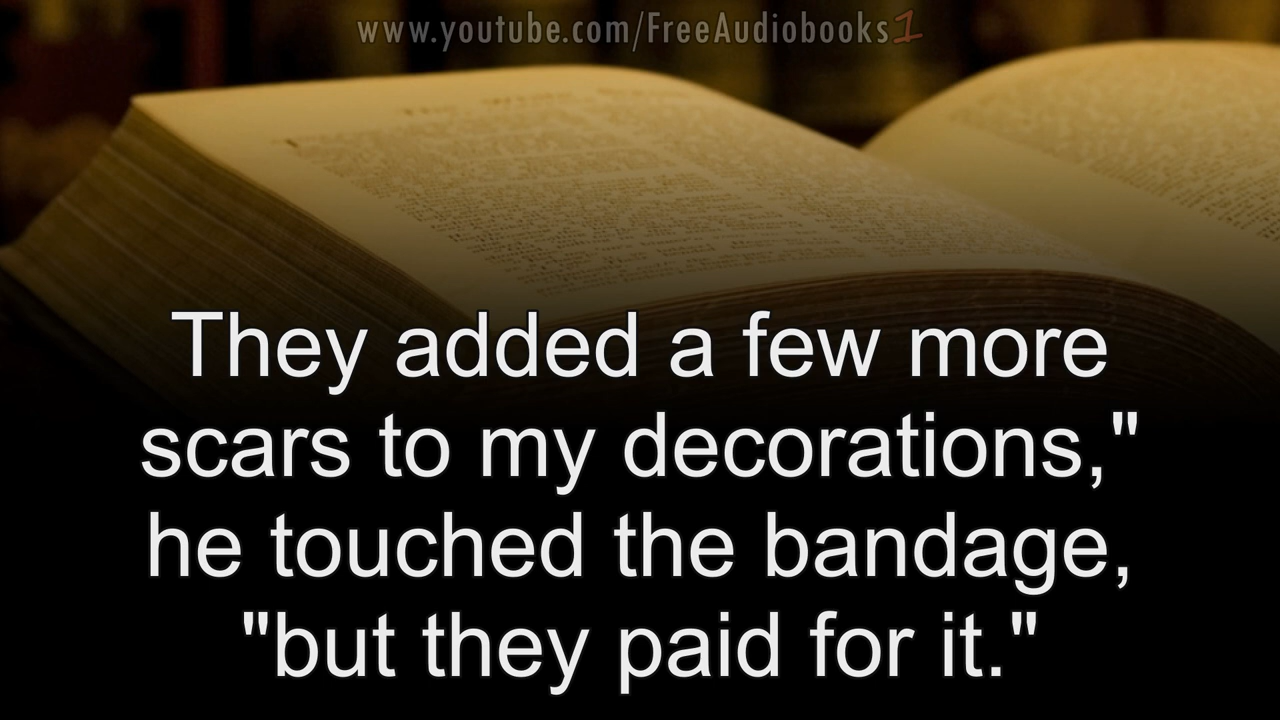 www.youtube.com/FreeAudiobooks1
They added a few more
scars to my decorations,"
he touched the bandage,
"but they paid for it."